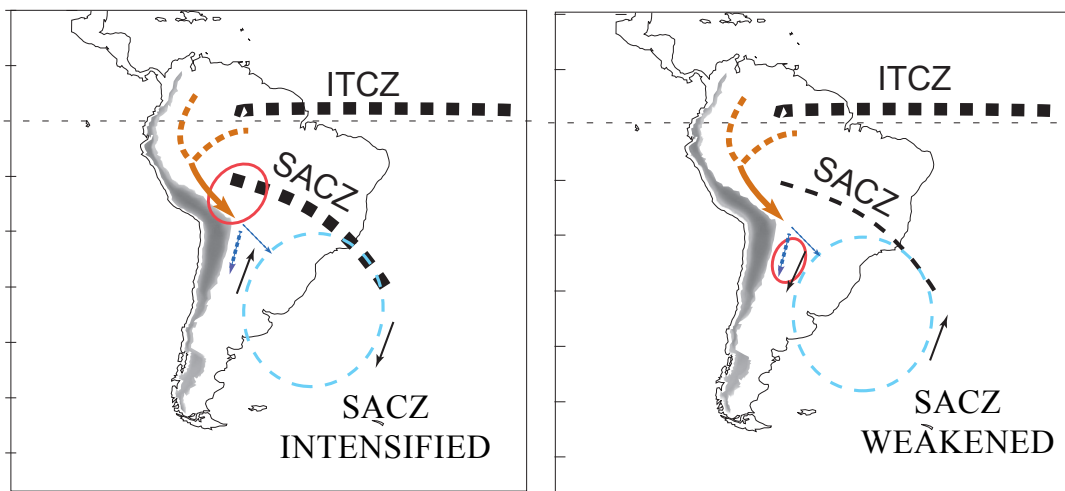 ITCZ
SACZ
SACZ
INTENSIFIED
ITCZ
SACZ
SACZ
WEAKENED